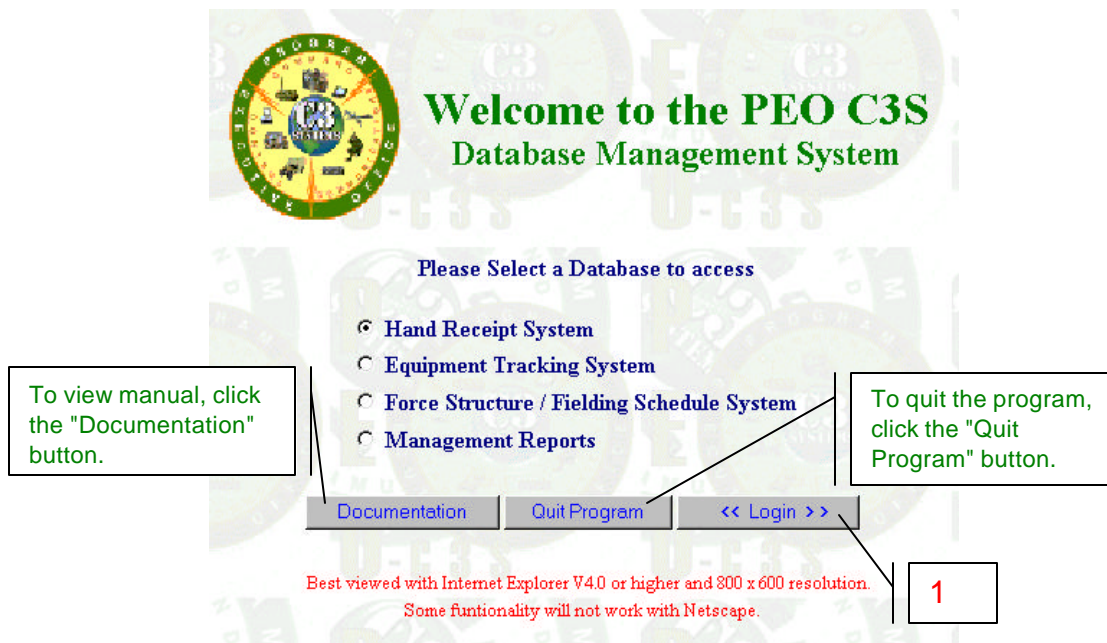 Welcome to the PEO C3S
Database Management System
Please Select a Database to access
Hand Receipt System
Equipment Tracking System
Force Structure / Fielding Schedule System
Management Reports
To view manual, click
the "Documentation"
button.
To quit the program,
click the "Quit
Program" button.
Documentation
Quit Program
<< Login >>
1
Best viewed with Internet Explorer V4.0 or higher and 800 x 600 resolution.
Some funtionality will not work with Netscape.